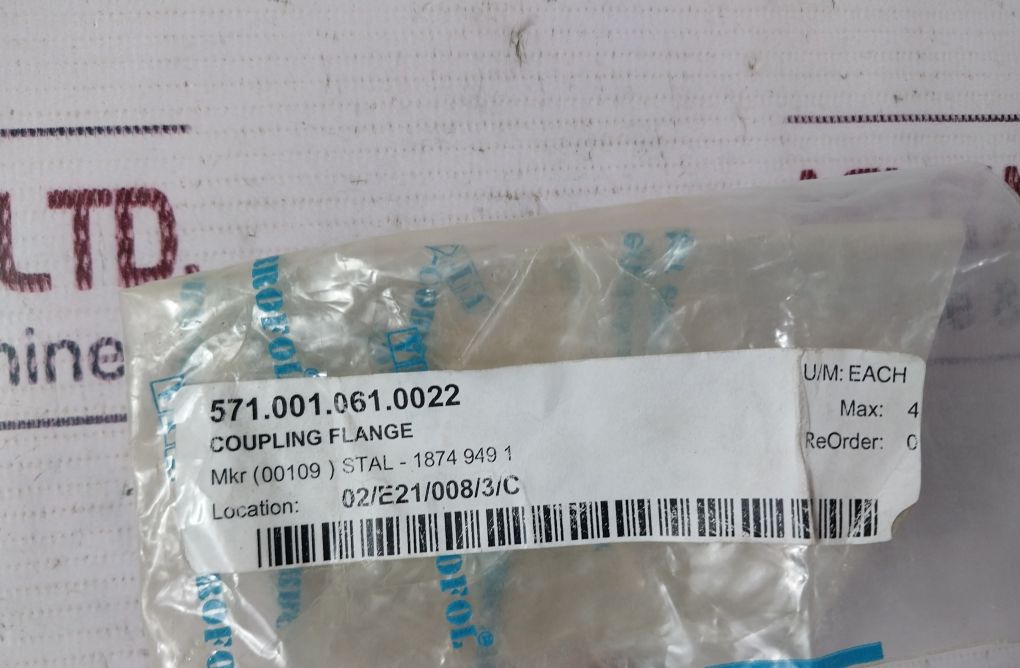 LTD.
hine
571.001.061.0022
COUPLING FLANGE
Mkr (00109 ) STAL - 1874 949 1
Location: 02/E21/008/3/C
U/M: EACH
Max: 4
ReOrder: 0